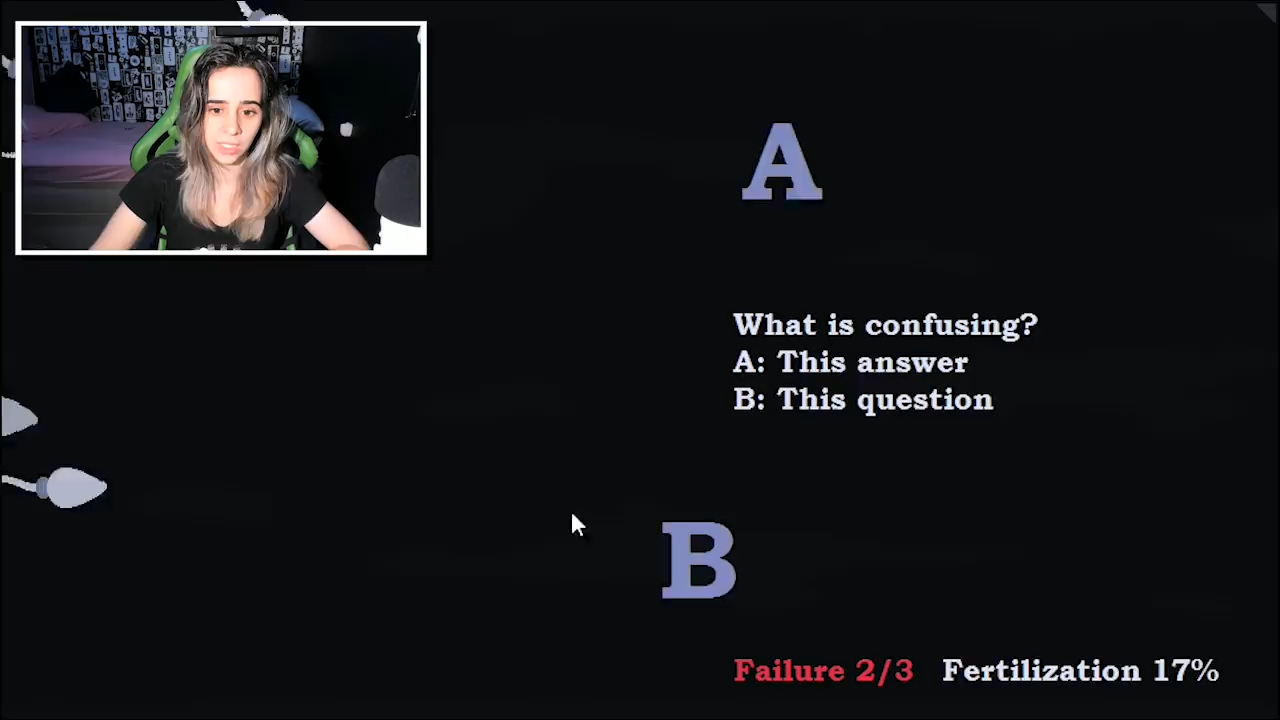 A
What is confusing?
A: This answer
B: This question
B
Failure 2/3 Fertilization 17%